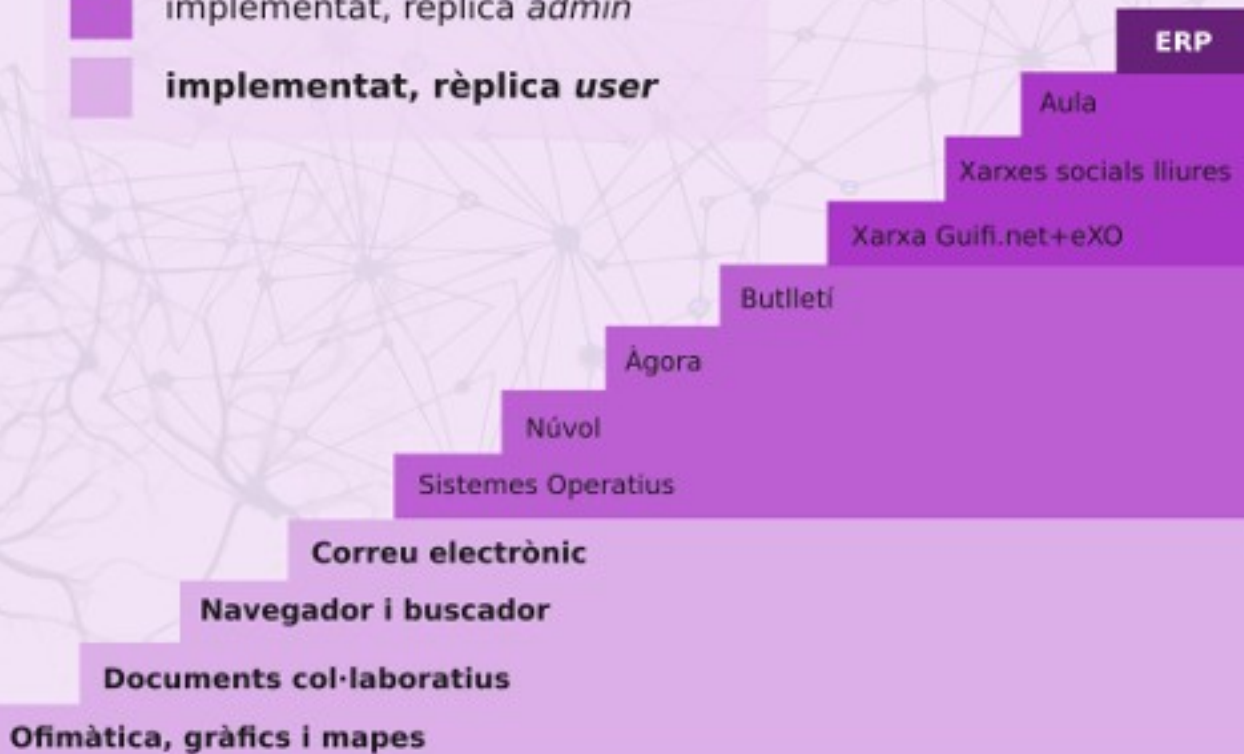 implementat, rèplica admin
implementat, rèplica user
ERP
Aula
Xarxes socials lliures
Xarxa Guifi.net+eXO
Butlletí
Àgora
Núvol
Sistemes Operatius
Correu electrònic
Navegador i buscador
Documents col·laboratius
Ofimàtica, gràfics i mapes